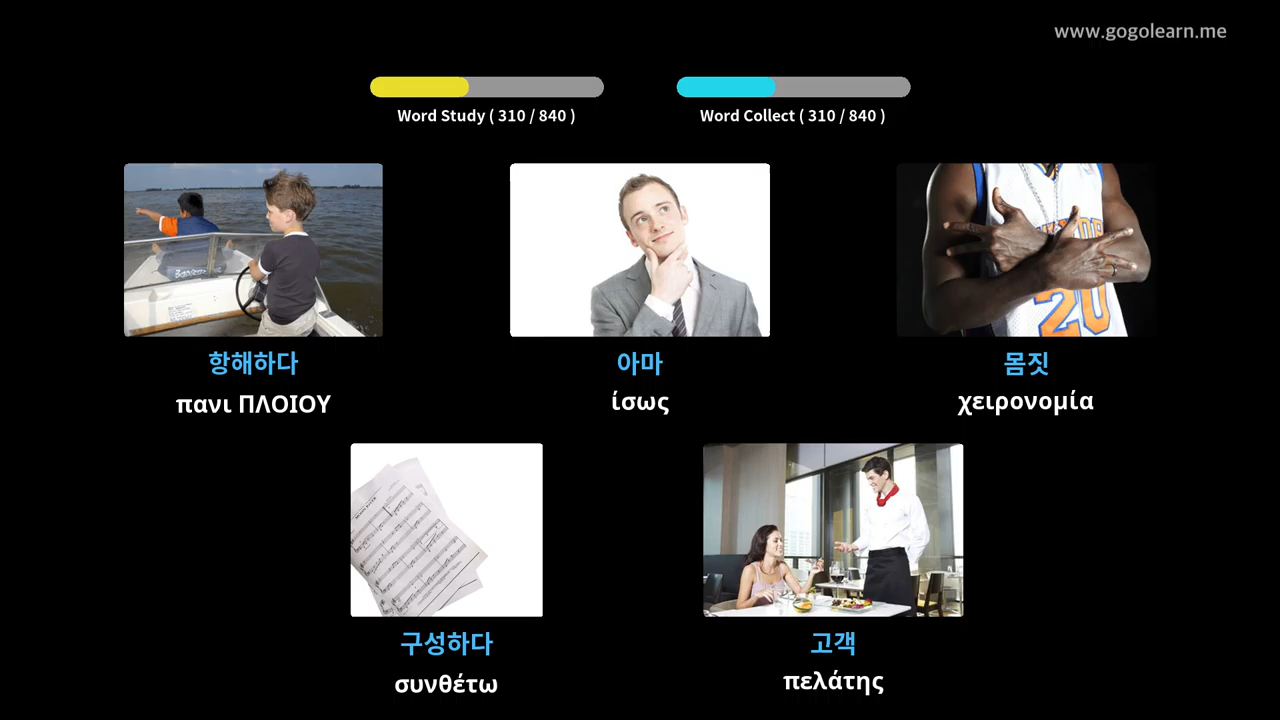 www.gogolearn.me
Word Study ( 310 / 840 )
Word Collect ( 310 / 840 )
항해하다
πανι ΠΛΟΙΟΥ
아마
ίσως
몸짓
χειρονομία
20
구성하다
συνθέτω
고객
πελάτης